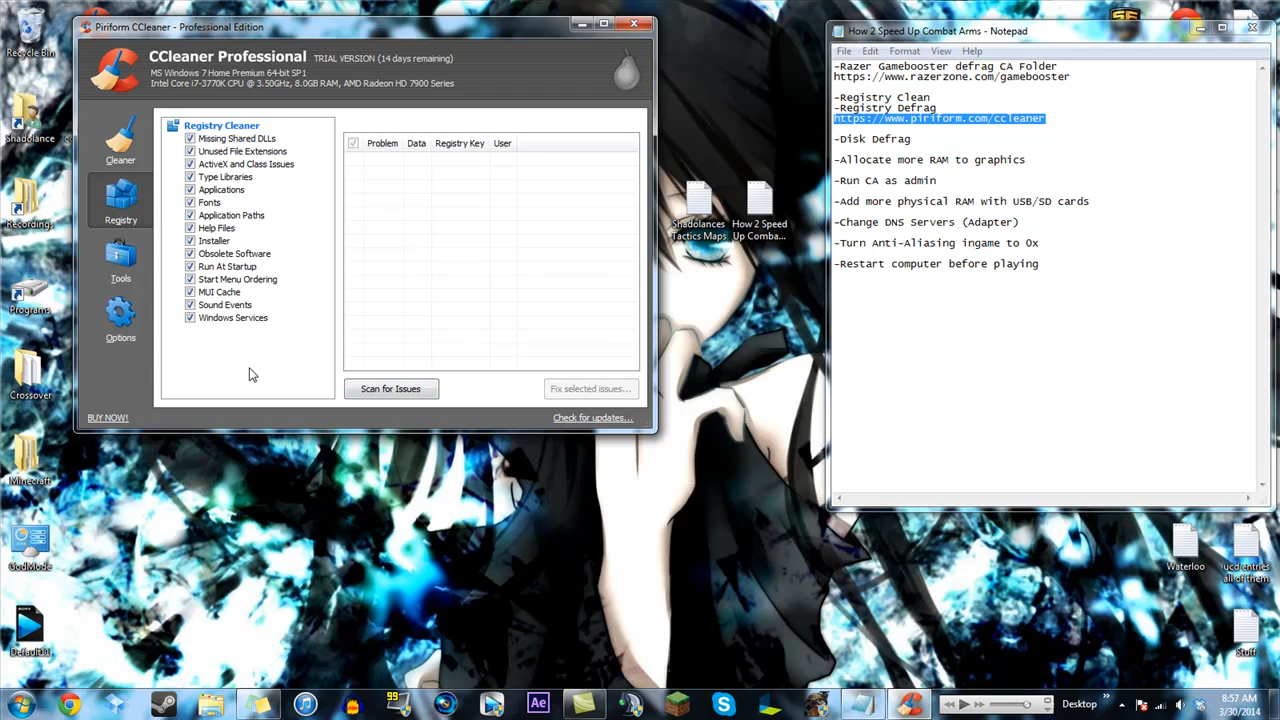 Piriform CCleaner - Professional Edition
CCleaner Professional TRIAL VERSION (14 days remaining)
MS Windows 7 Home Premium 64-bit SP1
Intel Core i7-3770K CPU @ 3.50GHz, 8.0GB RAM, AMD Radeon HD 7900 Series
Cleaner
Registry
Tools
Options
Registry Cleaner
Missing Shared DLLs
Unused File Extensions
ActiveX and Class Issues
Type Libraries
Applications
Fonts
Application Paths
Help Files
Installer
Obsolete Software
Run At Startup
Start Menu Ordering
MUI Cache
Sound Events
Windows Services
Problem Data Registry Key User
Scan for Issues
Fix selected issues...
BUY NOW!
Check for updates...
How 2 Speed Up Combat Arms - Notepad
File Edit Format View Help
-Razer Gamebooster defrag CA Folder
https://www.razerzone.com/gamebooster
-Registry Clean
-Registry Defrag
https://www.piriform.com/ccleaner
-Disk Defrag
-Allocate more RAM to graphics
-Run CA as admin
-Add more physical RAM with USB/SD cards
-Change DNS Servers (Adapter)
-Turn Anti-Aliasing ingame to 0x
-Restart computer before playing
Recycle Bin
Shadolance
Recordings
Programs
Crossover
Minecraft
GodMode
Default11
Shadolances
Tactics Maps
How 2 Speed
Up Comba...
Waterloo
ucd entries
all of them
Stuff
SONY
99
Ae
Desktop
8:57 AM
3/30/2014